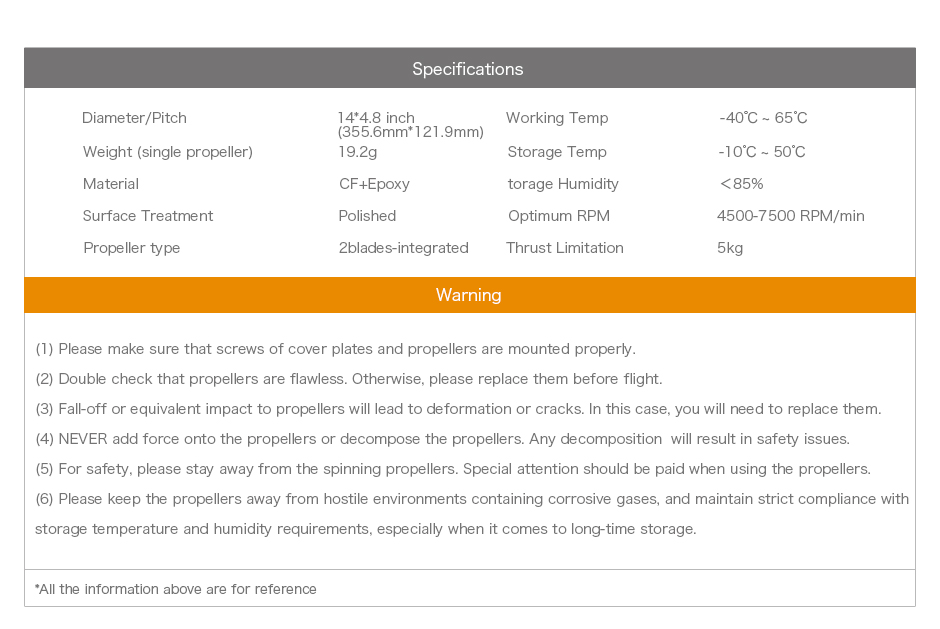 Specifications
Diameter/Pitch 14*4.8 inch Working Temp -40℃ ~ 65℃
(355.6mm*121.9mm)
Weight (single propeller) 19.2g Storage Temp -10℃ ~ 50℃
Material CF+Epoxy torage Humidity ＜85%
Surface Treatment Polished Optimum RPM 4500-7500 RPM/min
Propeller type 2blades-integrated Thrust Limitation 5kg
Warning
(1) Please make sure that screws of cover plates and propellers are mounted properly.
(2) Double check that propellers are flawless. Otherwise, please replace them before flight.
(3) Fall-off or equivalent impact to propellers will lead to deformation or cracks. In this case, you will need to replace them.
(4) NEVER add force onto the propellers or decompose the propellers. Any decomposition  will result in safety issues.
(5) For safety, please stay away from the spinning propellers. Special attention should be paid when using the propellers.
(6) Please keep the propellers away from hostile environments containing corrosive gases, and maintain strict compliance with
storage temperature and humidity requirements, especially when it comes to long-time storage.
*All the information above are for reference